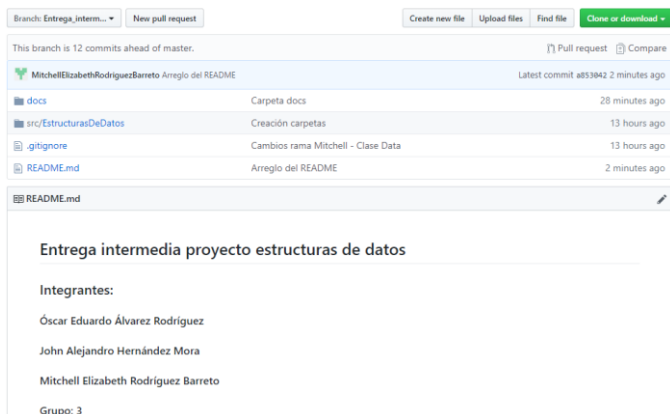 Branch: Entrega_interm... New pull request Create new file Upload files Find file Clone or download
This branch is 12 commits ahead of master. Pull request Compare
MitchellElizabethRodriguezBarreto Arreglo del README Latest commit a853042 2 minutes ago
docs Carpeta docs 28 minutes ago
src/EstructurasDeDatos Creación carpetas 13 hours ago
.gitignore Cambios rama Mitchell - Clase Data 13 hours ago
README.md Arreglo del README 2 minutes ago
README.md
Entrega intermedia proyecto estructuras de datos
Integrantes:
Óscar Eduardo Álvarez Rodríguez
John Alejandro Hernández Mora
Mitchell Elizabeth Rodríguez Barreto
Grupo: 3